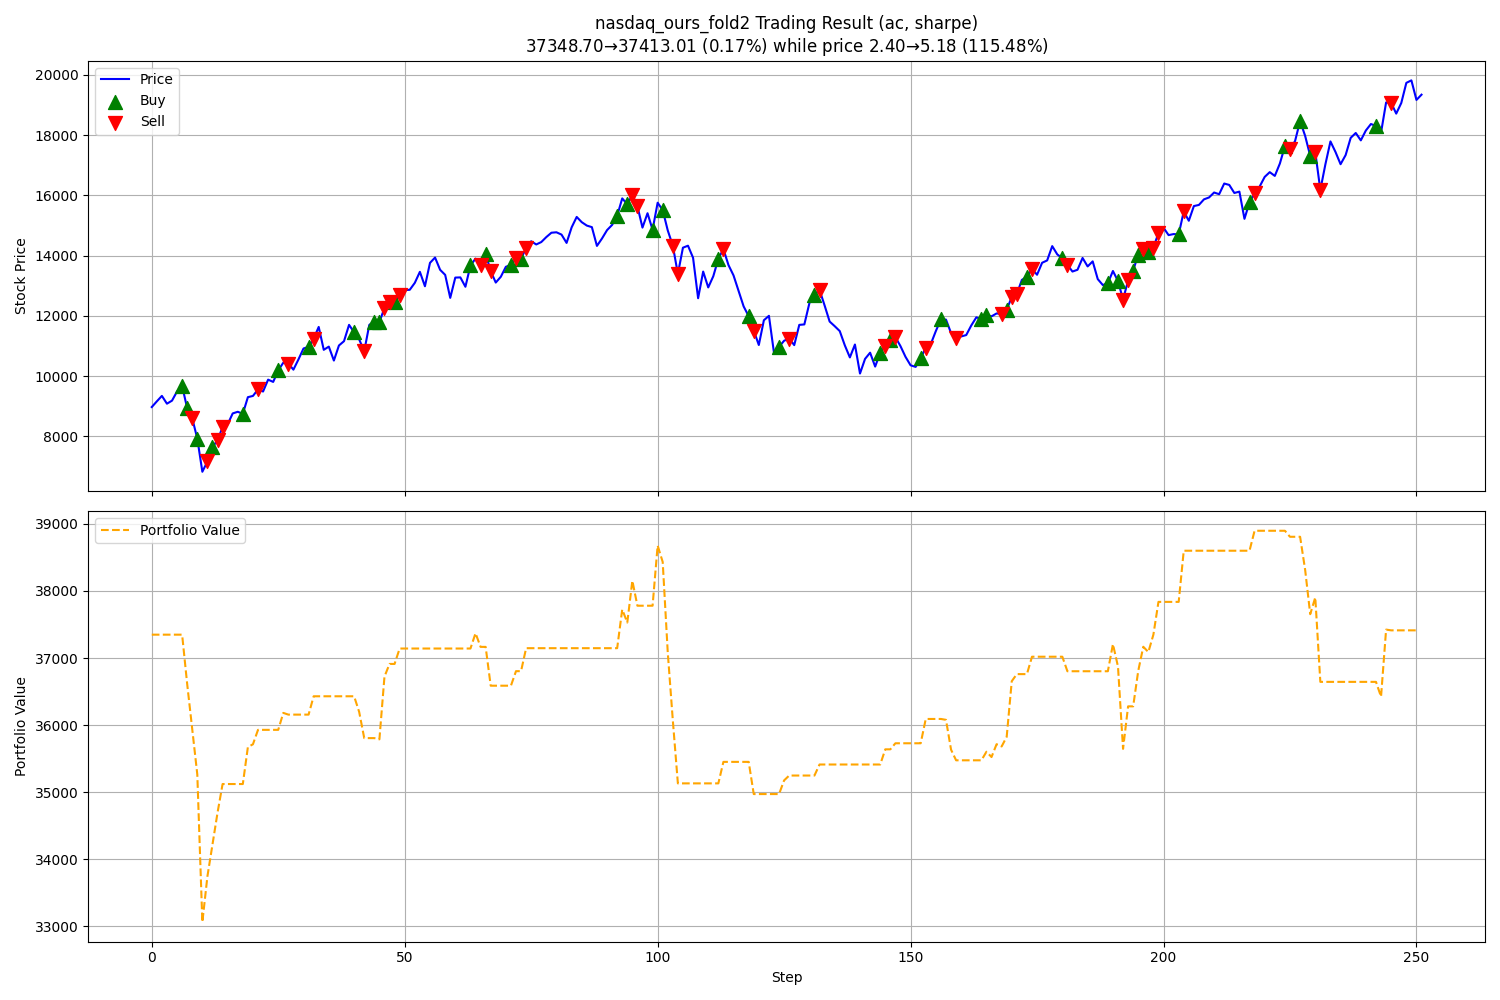 nasdaq_ours_fold2 Trading Result (ac, sharpe)
37348.70→37413.01 (0.17%) while price 2.40→5.18 (115.48%)
Price
Buy
Sell
20000
18000
16000
14000
12000
10000
8000
Stock Price
Portfolio Value
39000
38000
37000
36000
35000
34000
33000
Portfolio Value
0
50
100
150
200
250
Step